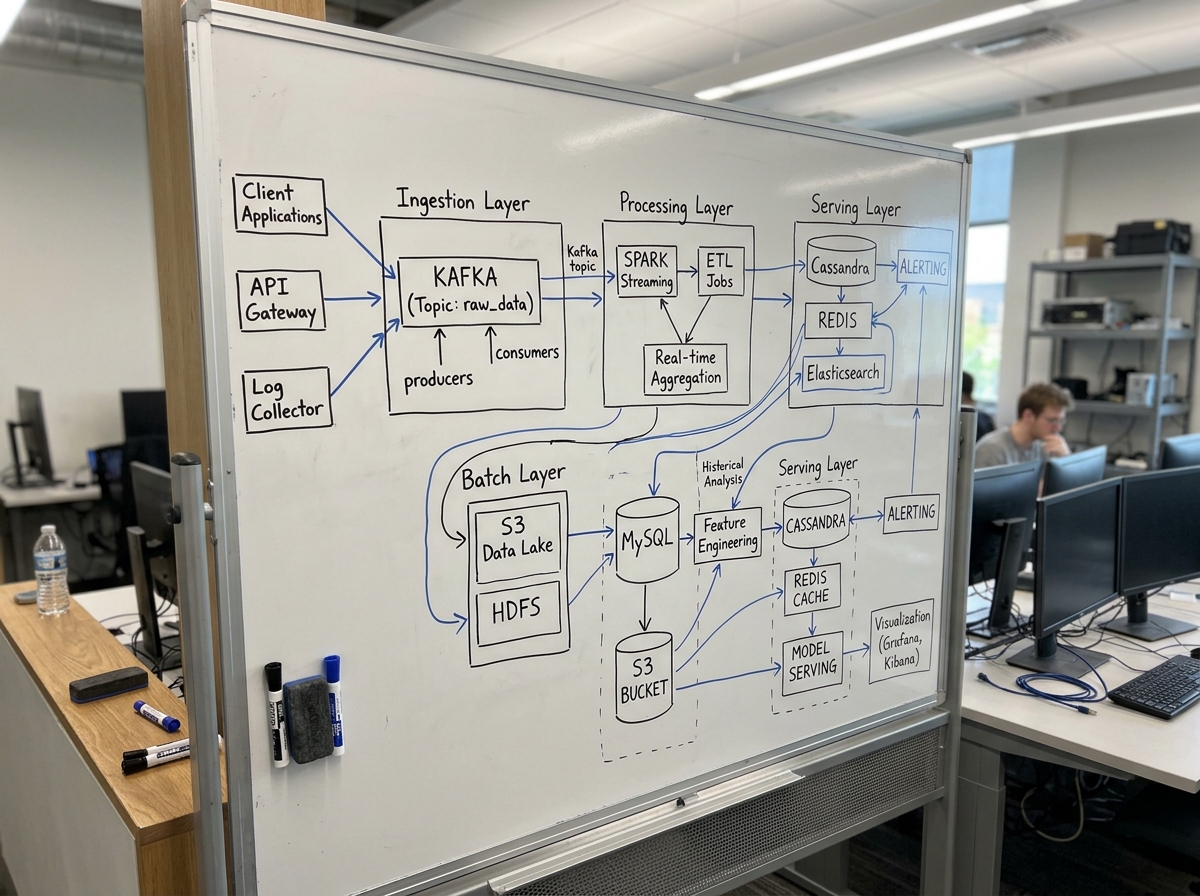 Client
Applications
API
Gateway
Log
Collector
Ingestion Layer
KAFKA
(Topic: raw_data)
producers
consumers
Kafka
topic
Processing Layer
SPARK
Streaming
ETL
Jobs
Real-time
Aggregation
Serving Layer
Cassandra
ALERTING
REDIS
Elasticsearch
Batch Layer
S3
Data Lake
HDFS
MySQL
S3
BUCKET
Histerical
Analysis
Feature
Engineering
Serving Layer
CASSANDRA
ALERTING
REDIS
CACHE
MODEL
SERVING
Visualization
(Grafana,
Kibana)